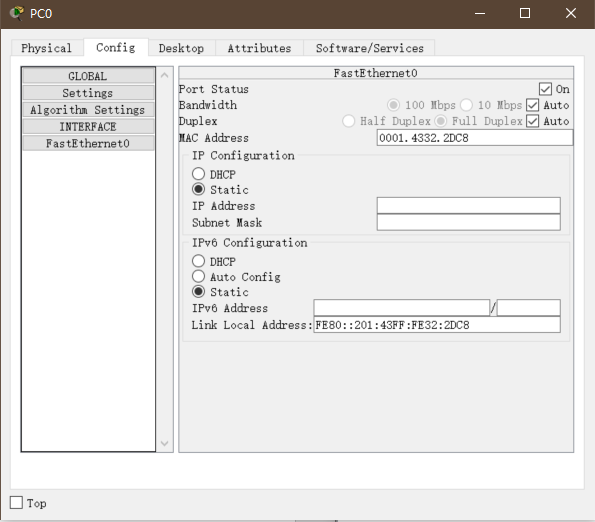 PC0
Physical Config Desktop Attributes Software/Services
GLOBAL
Settings
Algorithm Settings
INTERFACE
FastEthernet0
FastEthernet0
Port Status On
Bandwidth 100 Mbps 10 Mbps Auto
Duplex Half Duplex Full Duplex Auto
MAC Address 0001.4332.2DC8
IP Configuration
DHCP
Static
IP Address
Subnet Mask
IPv6 Configuration
DHCP
Auto Config
Static
IPv6 Address /
Link Local Address: FE80::201:43FF:FE32:2DC8
Top